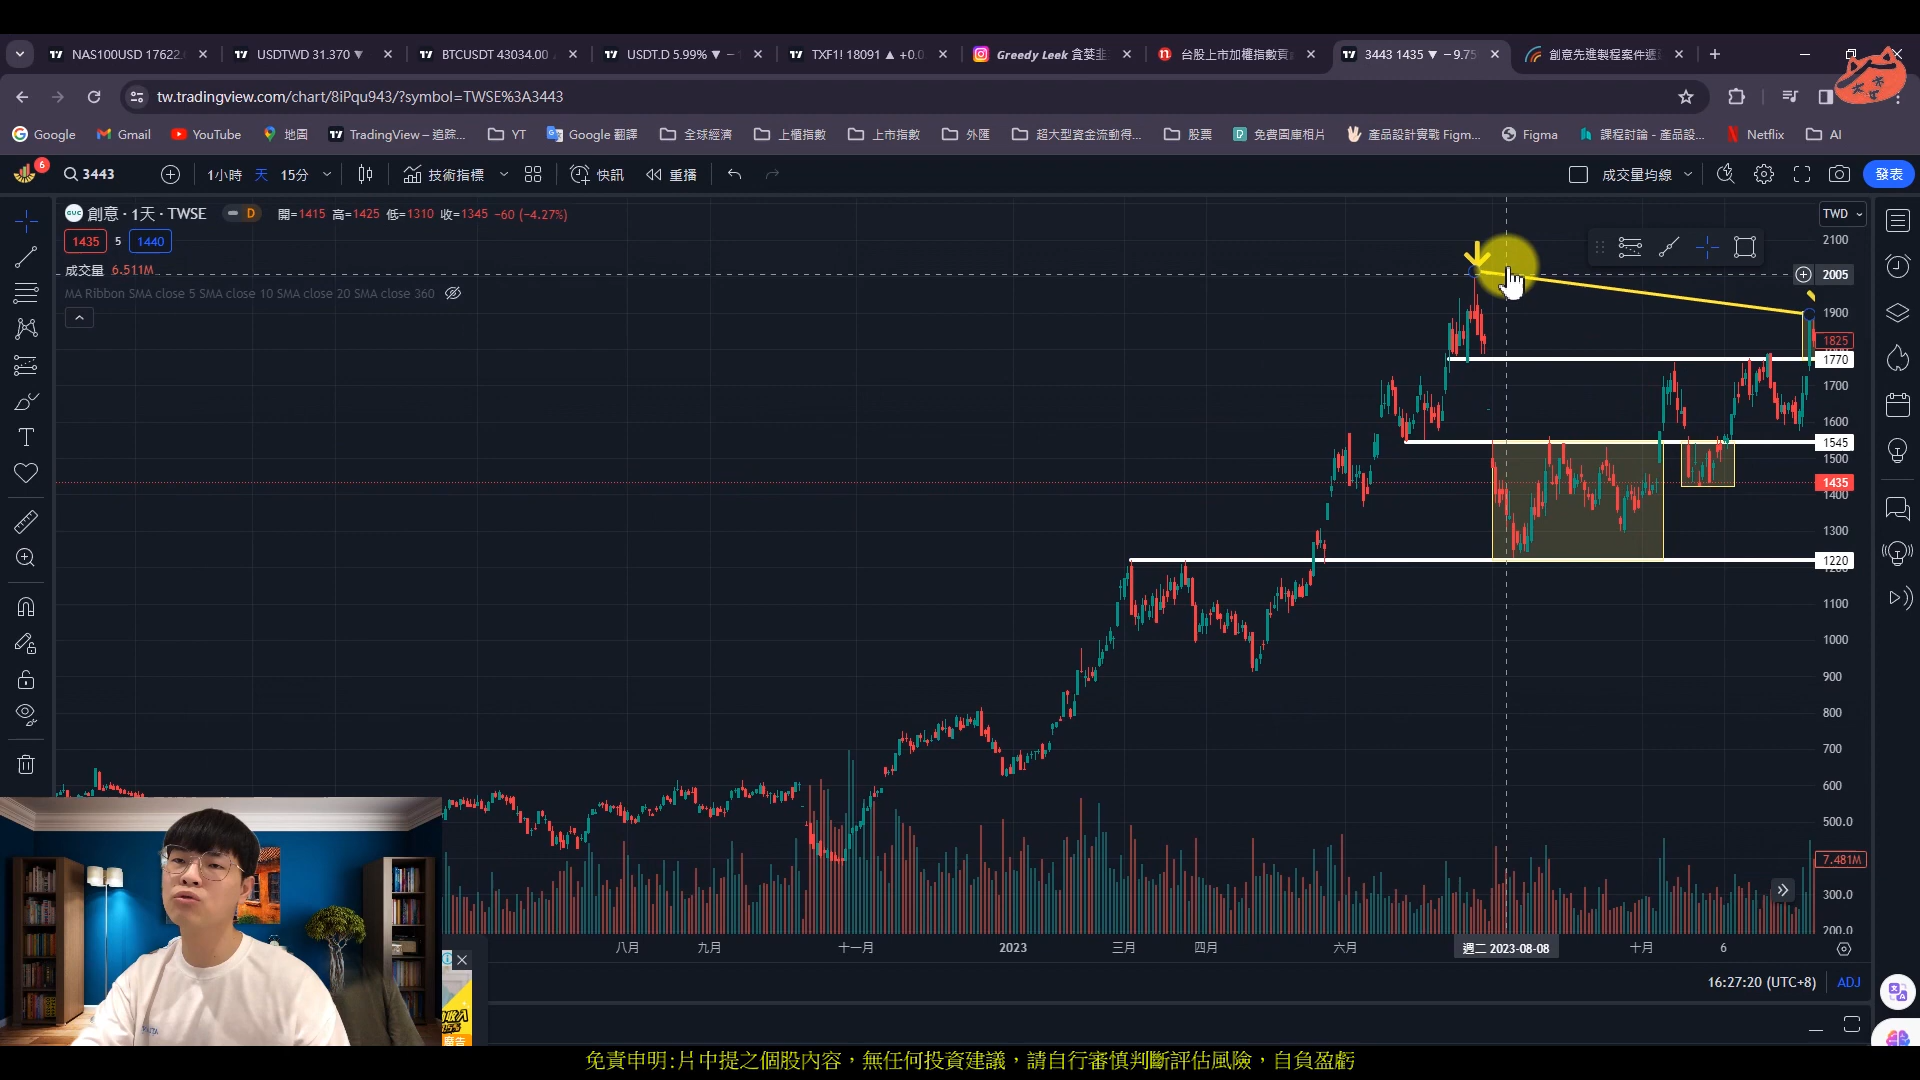 NAS100USD 17622.
USDTWD 31.370 ▼
BTCUSDT 43034.00
USDT.D 5.99% ▼ −
TXF1! 18091 ▲ +0.0
Greedy Leek 貪婪韭
台股上市加權指數頁
3443 1435 ▼ −9.75
創意先進製程案件遞
tw.tradingview.com/chart/8iPqu943/?symbol=TWSE%3A3443
Google
Gmail
YouTube
地圖
TradingView – 追踪...
YT
Google 翻譯
全球經濟
上櫃指數
上市指數
外匯
超大型資金流動得...
股票
免費圖庫相片
產品設計實戰 Figm...
Figma
課程討論 - 產品設...
Netflix
AI
6
3443
1小時
天
15分
技術指標
快訊
重播
成交量均線
發表
創意 · 1天 · TWSE
D
開=1415 高=1425 低=1310 收=1345 −60 (−4.27%)
TWD
1435
5
1440
成交量 6.511M
MA Ribbon SMA close 5 SMA close 10 SMA close 20 SMA close 360
2100
2005
1900
1825
1770
1700
1600
1545
1500
1435
1400
1300
1220
1100
1000
900
800
700
600
500.0
7.481M
300.0
200.0
八月
九月
十一月
2023
三月
四月
六月
週二 2023-08-08
十月
6
16:27:20 (UTC+8)
ADJ
廣告
免責申明:片中提之個股內容，無任何投資建議，請自行審慎判斷評估風險，自負盈虧